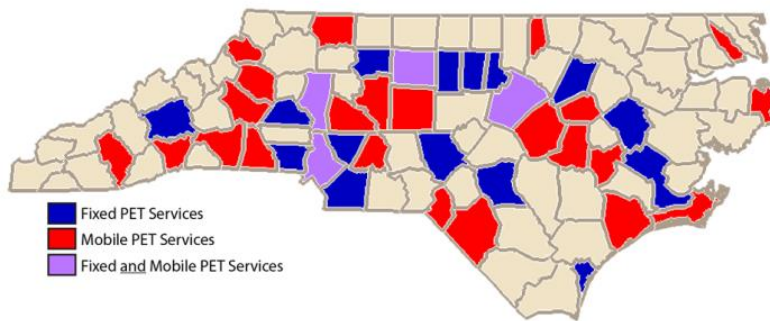 Fixed PET Services
Mobile PET Services
Fixed and Mobile PET Services